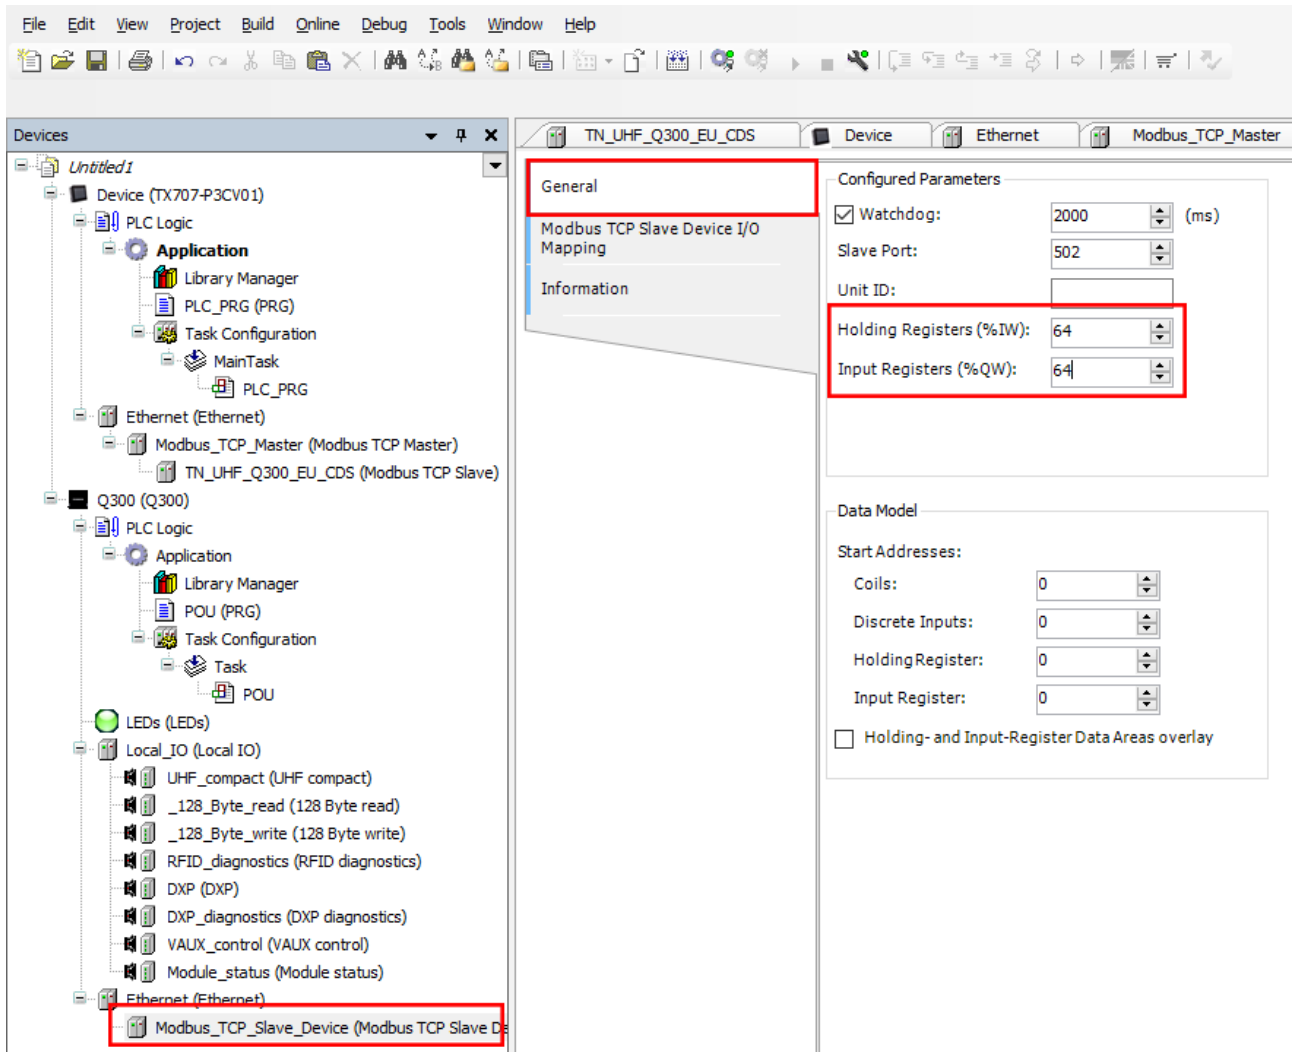 File Edit View Project Build Online Debug Tools Window Help
Devices
Untitled1
Device (TX707-P3CV01)
PLC Logic
Application
Library Manager
PLC_PRG (PRG)
Task Configuration
MainTask
PLC_PRG
Ethernet (Ethernet)
Modbus_TCP_Master (Modbus TCP Master)
TN_UHF_Q300_EU_CDS (Modbus TCP Slave)
Q300 (Q300)
PLC Logic
Application
Library Manager
POU (PRG)
Task Configuration
Task
POU
LEDs (LEDs)
Local_IO (Local IO)
UHF_compact (UHF compact)
_128_Byte_read (128 Byte read)
_128_Byte_write (128 Byte write)
RFID_diagnostics (RFID diagnostics)
DXP (DXP)
DXP_diagnostics (DXP diagnostics)
VAUX_control (VAUX control)
Module_status (Module status)
Ethernet (Ethernet)
Modbus_TCP_Slave_Device (Modbus TCP Slave De
TN_UHF_Q300_EU_CDS Device Ethernet Modbus_TCP_Master
General
Modbus TCP Slave Device I/O
Mapping
Information
Configured Parameters
Watchdog: 2000 (ms)
Slave Port: 502
Unit ID:
Holding Registers (%IW): 64
Input Registers (%QW): 64
Data Model
Start Addresses:
Coils: 0
Discrete Inputs: 0
Holding Register: 0
Input Register: 0
Holding- and Input-Register Data Areas overlay